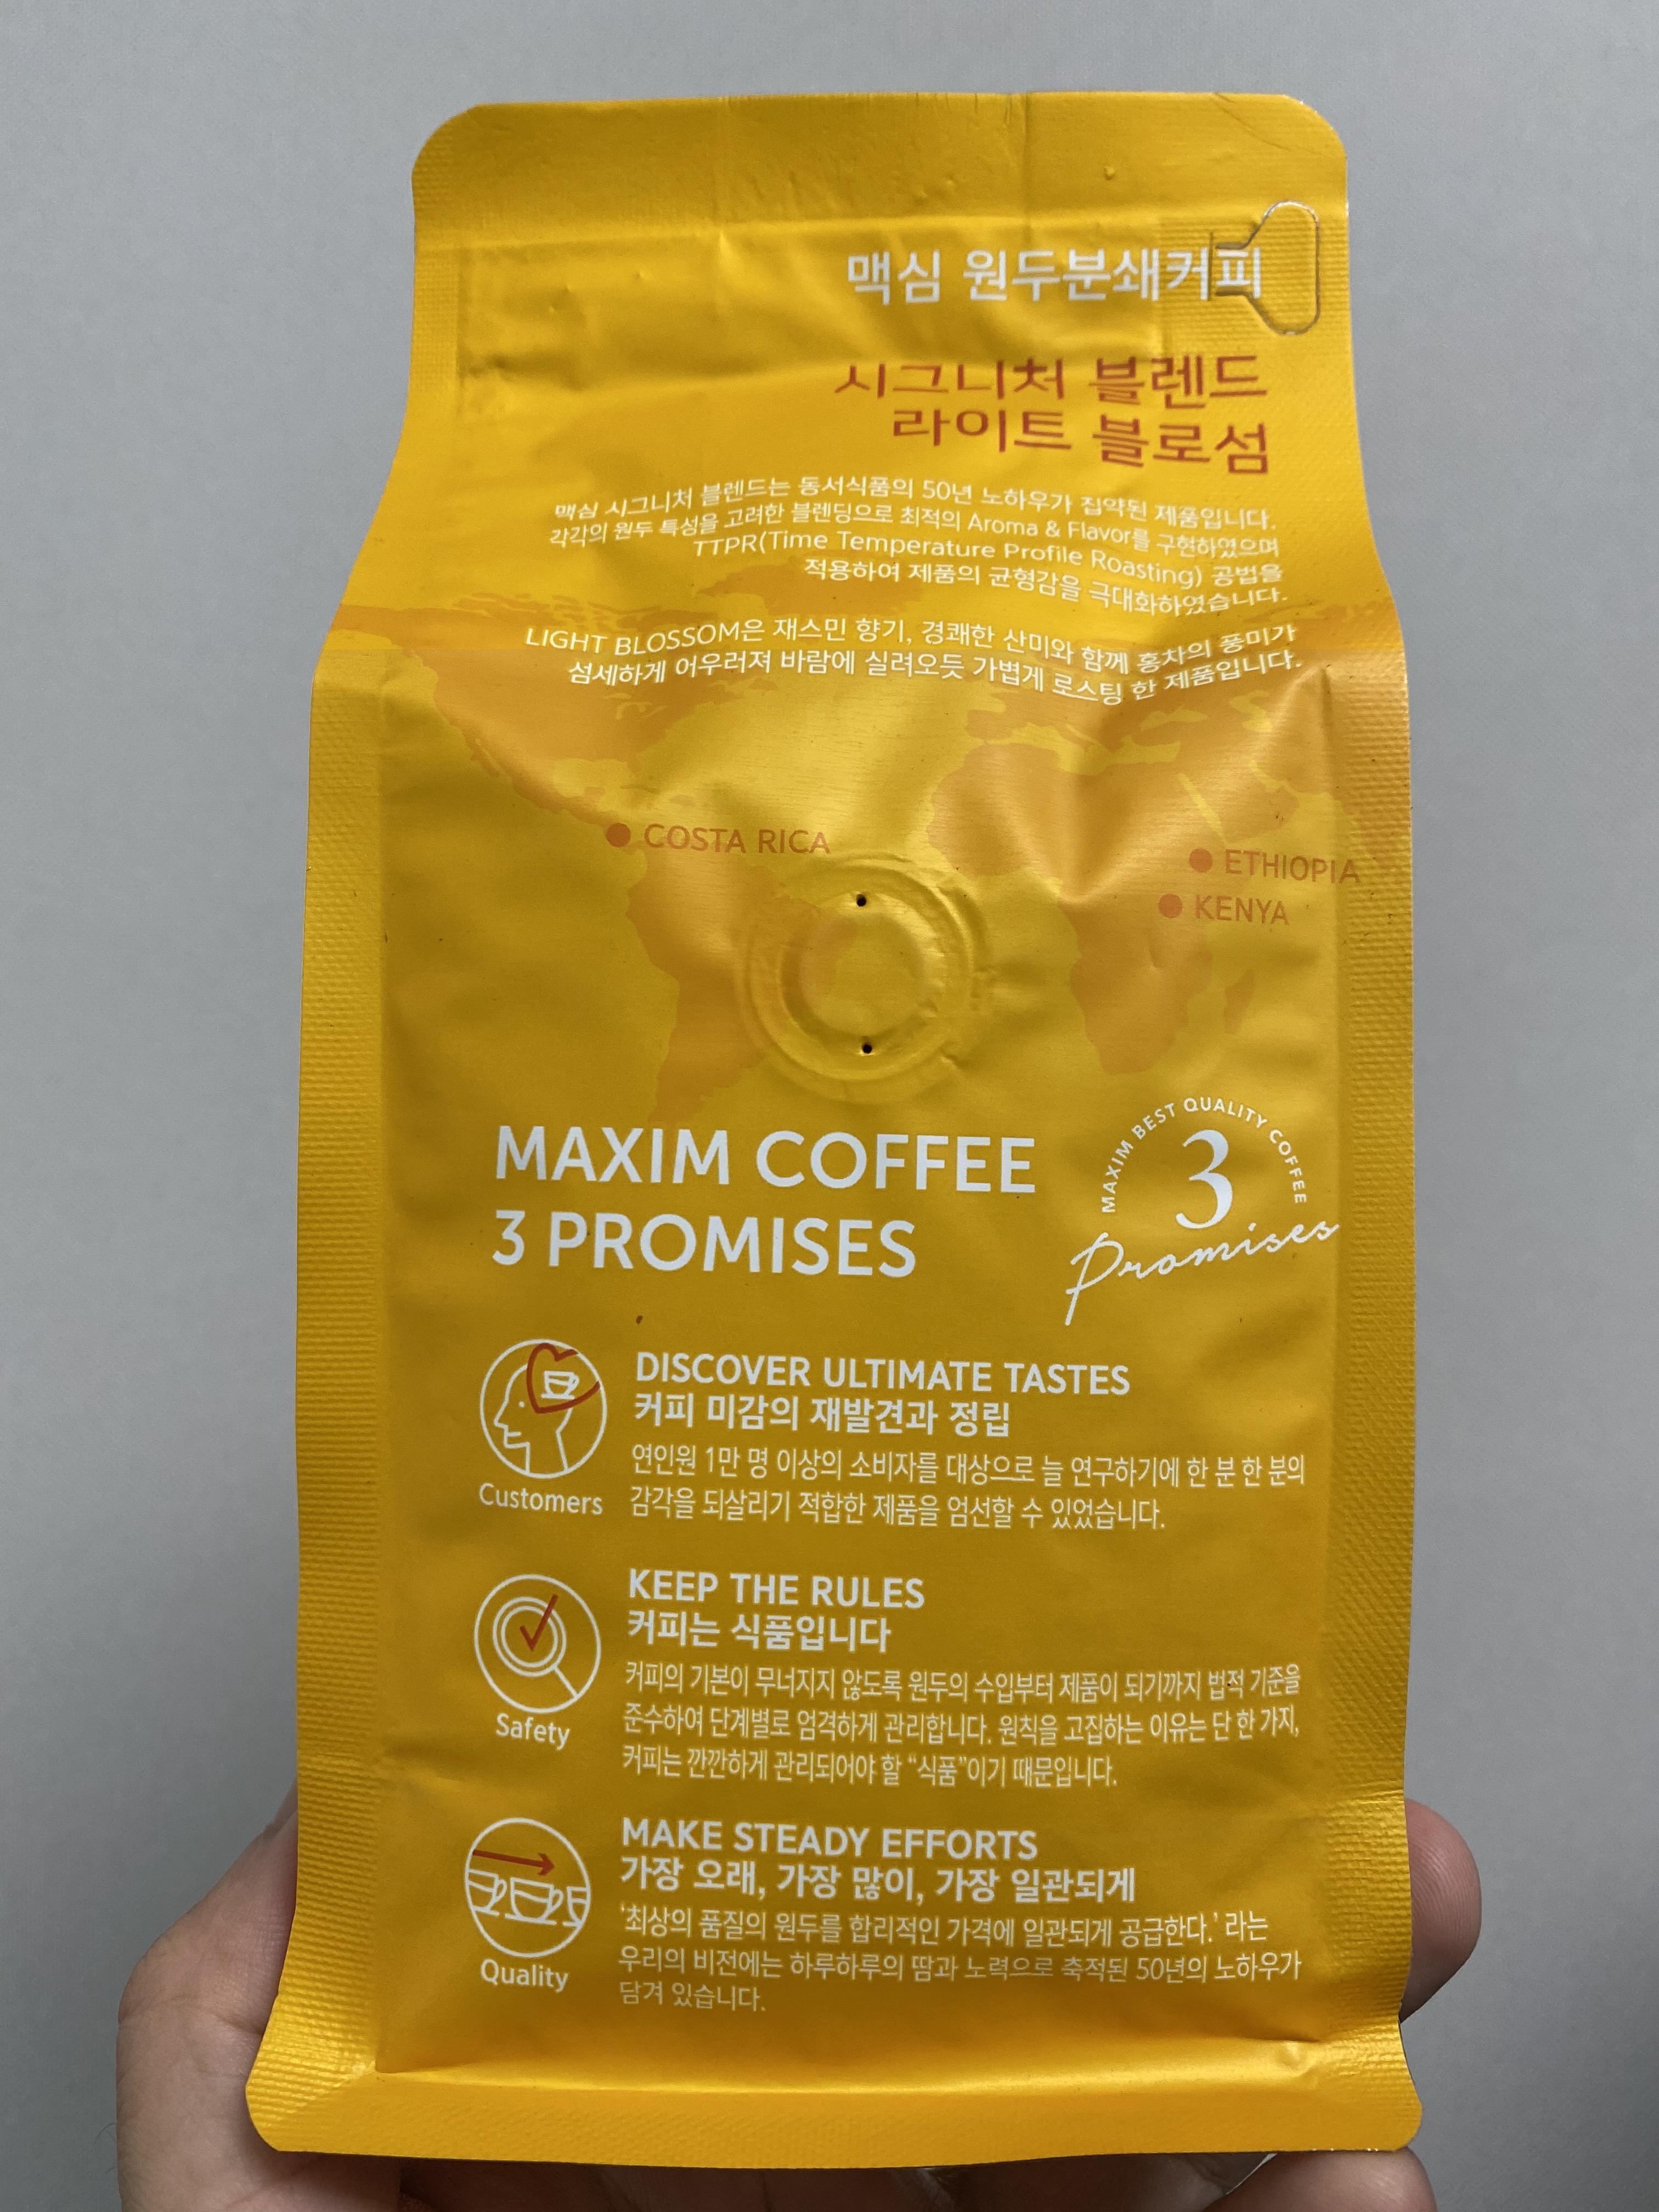 맥심 원두분쇄커피
시그니처 블렌드
라이트 블로섬
맥심 시그니처 블렌드는 동서식품의 50년 노하우가 집약된 제품입니다.
각각의 원두 특성을 고려한 블렌딩으로 최적의 Aroma & Flavor를 구현하였으며
TTPR(Time Temperature Profile Roasting) 공법을
적용하여 제품의 균형감을 극대화하였습니다.
LIGHT BLOSSOM은 재스민 향기, 경쾌한 산미와 함께 홍차의 풍미가
섬세하게 어우러져 바람에 실려오듯 가볍게 로스팅 한 제품입니다.
COSTA RICA
ETHIOPIA
KENYA
MAXIM COFFEE
3 PROMISES
MAXIM BEST QUALITY COFFEE
3
Promises
DISCOVER ULTIMATE TASTES
커피 미감의 재발견과 정립
연인원 1만 명 이상의 소비자를 대상으로 늘 연구하기에 한 분 한 분의
감각을 되살리기 적합한 제품을 엄선할 수 있었습니다.
Customers
KEEP THE RULES
커피는 식품입니다
커피의 기본이 무너지지 않도록 원두의 수입부터 제품이 되기까지 법적 기준을
준수하여 단계별로 엄격하게 관리합니다. 원칙을 고집하는 이유는 단 한 가지,
커피는 깐깐하게 관리되어야 할 “식품”이기 때문입니다.
Safety
MAKE STEADY EFFORTS
가장 오래, 가장 많이, 가장 일관되게
‘최상의 품질의 원두를 합리적인 가격에 일관되게 공급한다.’ 라는
우리의 비전에는 하루하루의 땀과 노력으로 축적된 50년의 노하우가
담겨 있습니다.
Quality